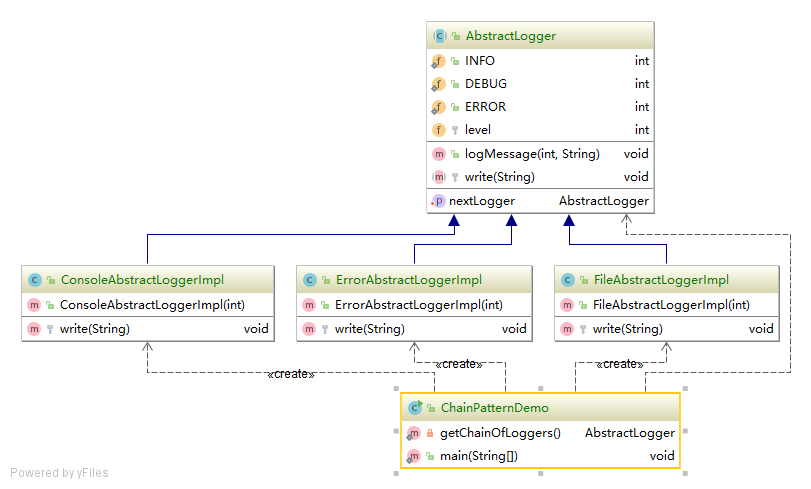 AbstractLogger
INFO int
DEBUG int
ERROR int
level int
logMessage(int, String) void
write(String) void
nextLogger AbstractLogger
ConsoleAbstractLoggerImpl
ConsoleAbstractLoggerImpl(int)
write(String) void
ErrorAbstractLoggerImpl
ErrorAbstractLoggerImpl(int)
write(String) void
FileAbstractLoggerImpl
FileAbstractLoggerImpl(int)
write(String) void
«create»
«create»
«create»
ChainPatternDemo
getChainOfLoggers() AbstractLogger
main(String[]) void
Powered by yFiles